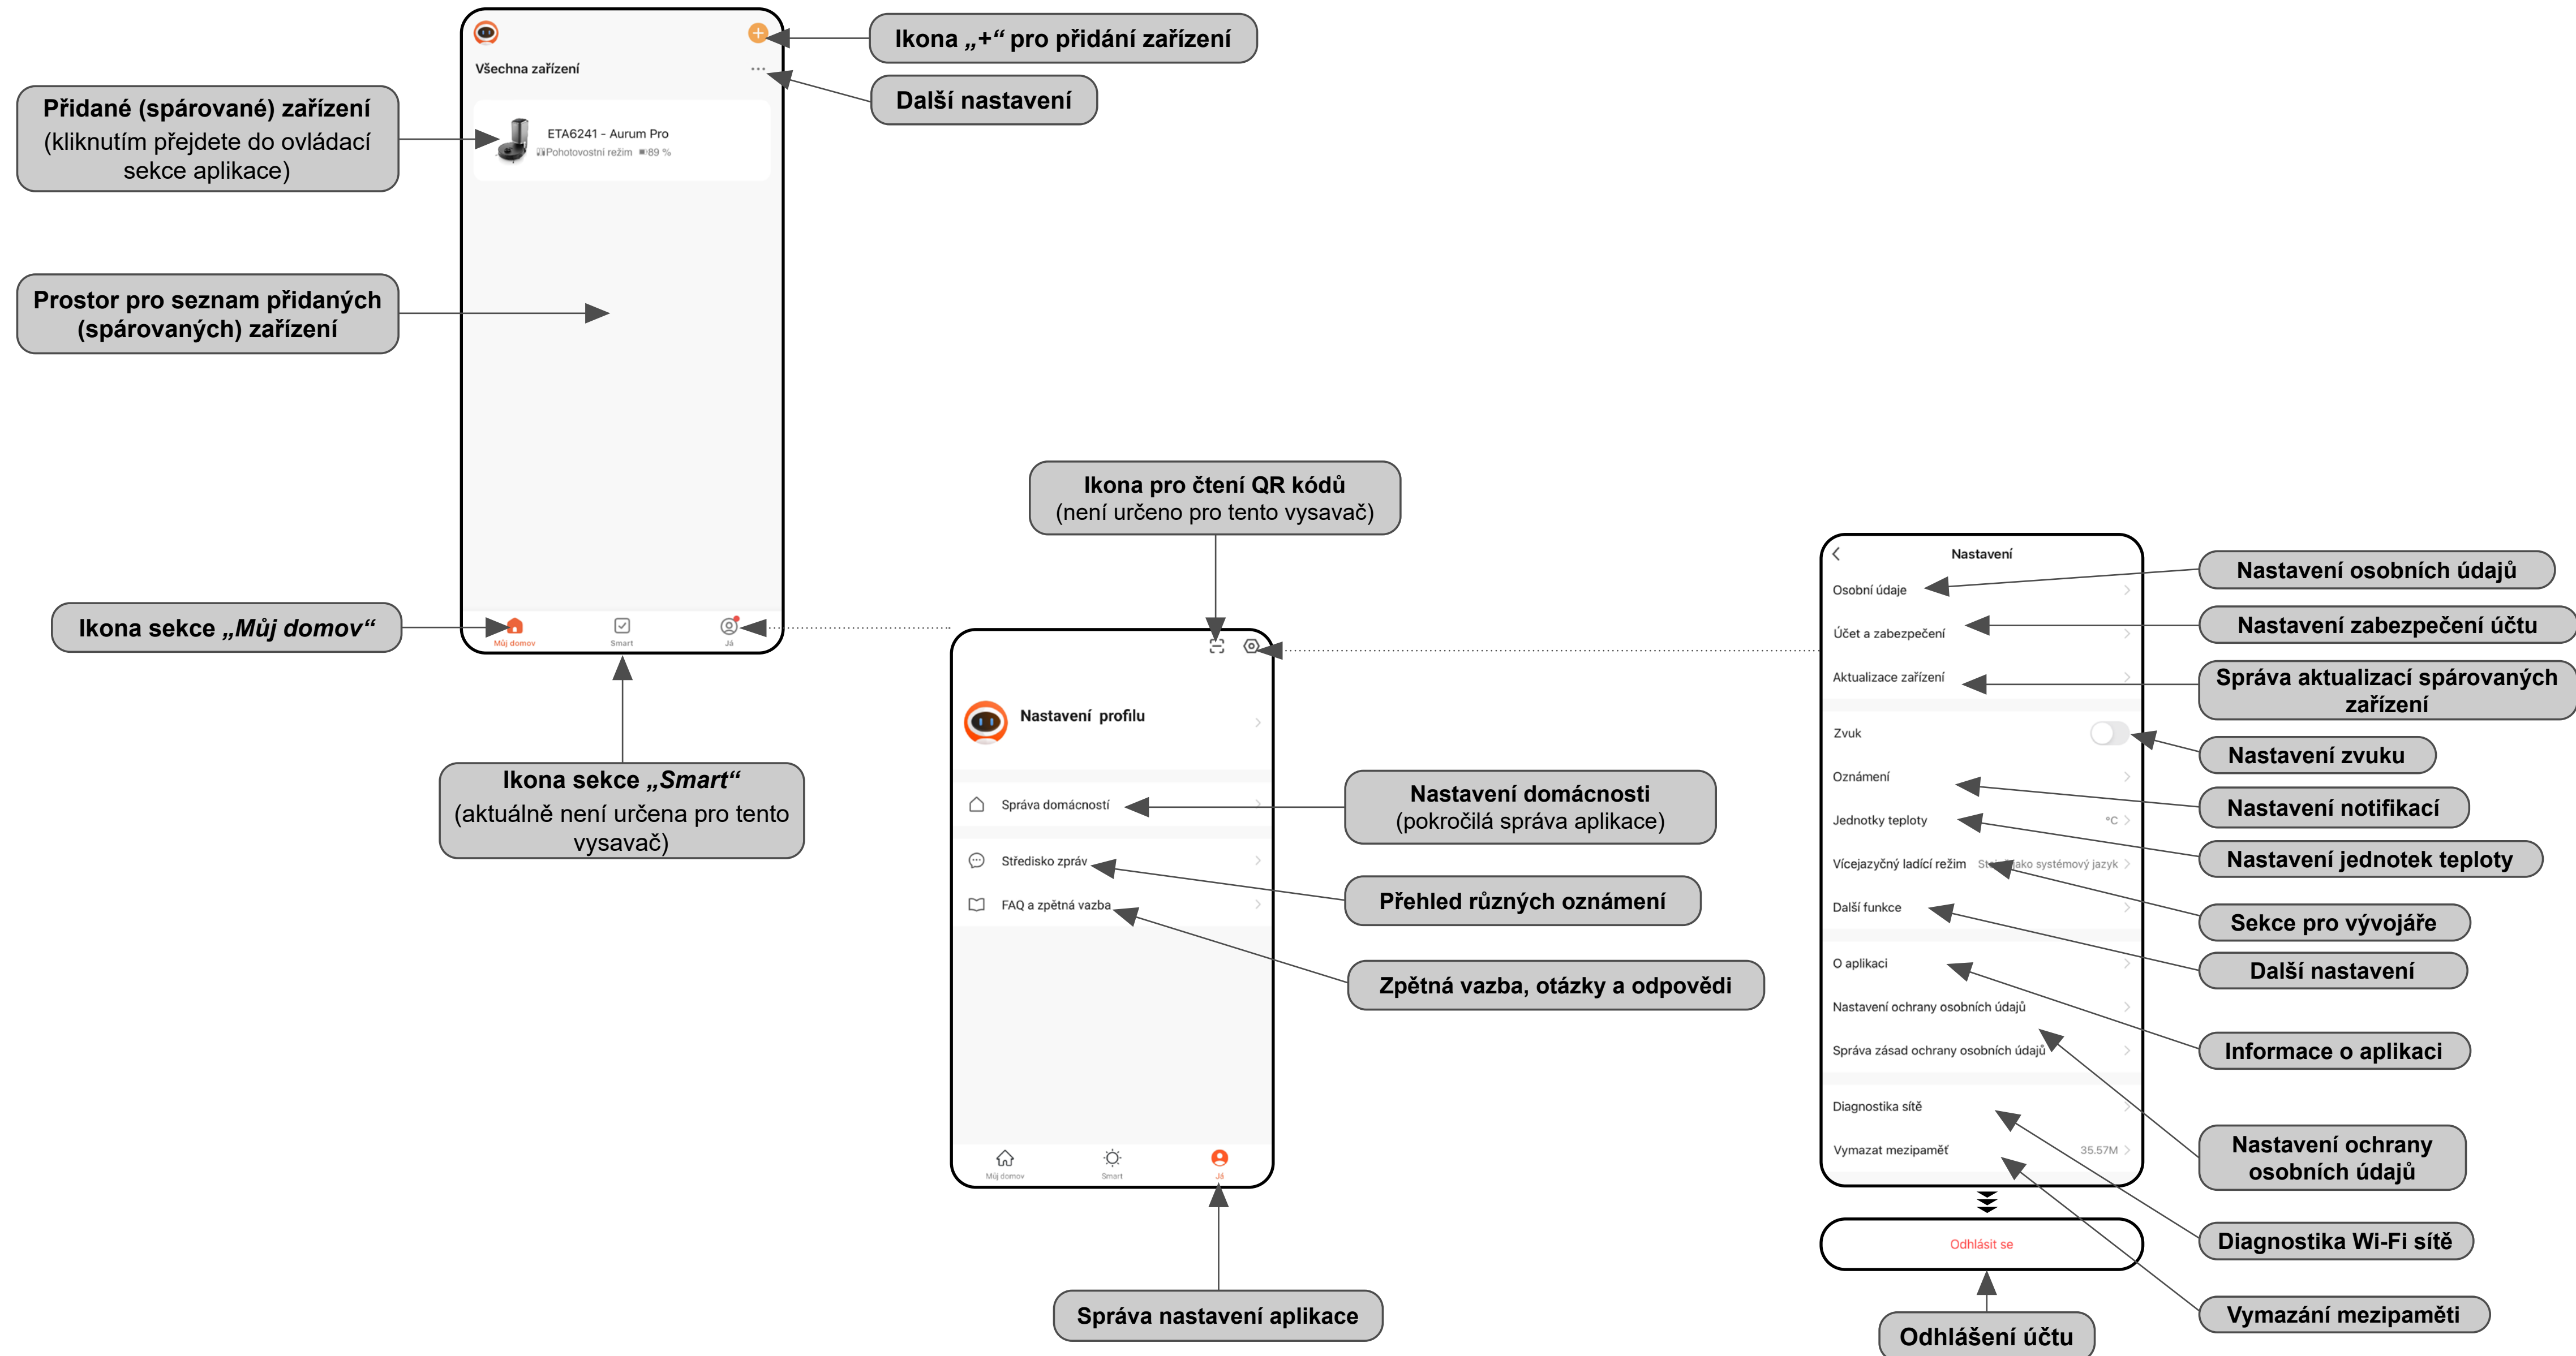 Všechna zařízení
ETA6241 - Aurum Pro
Pohotovostní režim 89 %
Můj domov
Smart
Já
Ikona „+“ pro přidání zařízení
Další nastavení
Přidané (spárované) zařízení
(kliknutím přejdete do ovládací
sekce aplikace)
Prostor pro seznam přidaných
(spárovaných) zařízení
Ikona sekce „Můj domov“
Ikona sekce „Smart“
(aktuálně není určena pro tento
vysavač)
Ikona pro čtení QR kódů
(není určeno pro tento vysavač)
Nastavení profilu
Správa domácností
Středisko zpráv
FAQ a zpětná vazba
Můj domov
Smart
Já
Nastavení domácnosti
(pokročilá správa aplikace)
Přehled různých oznámení
Zpětná vazba, otázky a odpovědi
Správa nastavení aplikace
Nastavení
Osobní údaje
Účet a zabezpečení
Aktualizace zařízení
Zvuk
Oznámení
Jednotky teploty °C
Vícejazyčný ladící režim jako systémový jazyk
Další funkce
O aplikaci
Nastavení ochrany osobních údajů
Správa zásad ochrany osobních údajů
Diagnostika sítě
Vymazat mezipaměť 35.57M
Odhlásit se
Nastavení osobních údajů
Nastavení zabezpečení účtu
Správa aktualizací spárovaných
zařízení
Nastavení zvuku
Nastavení notifikací
Nastavení jednotek teploty
Sekce pro vývojáře
Další nastavení
Informace o aplikaci
Nastavení ochrany
osobních údajů
Diagnostika Wi-Fi sítě
Vymazání mezipaměti
Odhlášení účtu